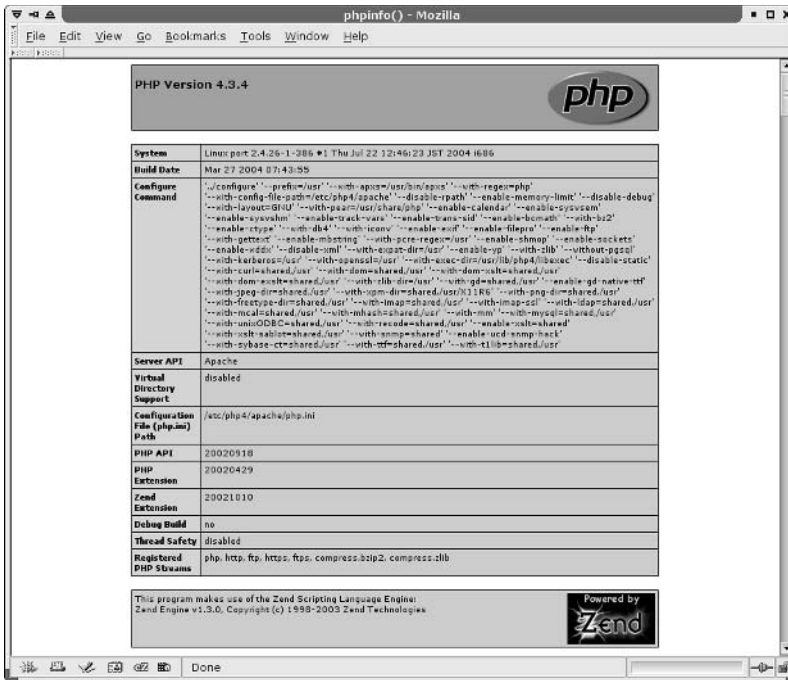 phpinfo() - Mozilla
File Edit View Go Bookmarks Tools Window Help
PHP Version 4.3.4
php
System Linux port 2.4.26-1-386 #1 Thu Jul 22 12:46:23 JST 2004 i686
Build Date Mar 27 2004 07:43:55
Configure Command
'./configure' '--prefix=/usr' '--with-apxs=/usr/bin/apxs' '--with-regex=php'
'--with-config-file-path=/etc/php4/apache' '--disable-rpath' '--enable-memory-limit' '--disable-debug'
'--with-layout=GNU' '--with-pear=/usr/share/php' '--enable-calendar' '--enable-sysvsem'
'--enable-sysvshm' '--enable-track-vars' '--enable-trans-sid' '--enable-bcmath' '--with-bz2'
'--enable-ctype' '--with-db4' '--with-iconv' '--enable-exif' '--enable-filepro' '--enable-ftp'
'--with-gettext' '--enable-mbstring' '--with-pcre-regex=/usr' '--enable-shmop' '--enable-sockets'
'--enable-wddx' '--disable-xml' '--with-expat-dir=/usr' '--enable-yp' '--with-zlib' '--without-pgsql'
'--with-kerberos=/usr' '--with-openssl=/usr' '--with-exec-dir=/usr/lib/php4/libexec' '--disable-static'
'--with-curl=shared,/usr' '--with-dom=shared,/usr' '--with-dom-xslt=shared,/usr'
'--with-dom-exslt=shared,/usr' '--with-zlib-dir=/usr' '--with-gd=shared,/usr' '--enable-gd-native-ttf'
'--with-jpeg-dir=shared,/usr' '--with-xpm-dir=shared,/usr/X11R6' '--with-png-dir=shared,/usr'
'--with-freetype-dir=shared,/usr' '--with-imap=shared,/usr' '--with-imap-ssl' '--with-ldap=shared,/usr'
'--with-mcal=shared,/usr' '--with-mhash=shared,/usr' '--with-mm' '--with-mysql=shared,/usr'
'--with-unixODBC=shared,/usr' '--with-recode=shared,/usr' '--enable-xslt=shared'
'--with-xslt-sablot=shared,/usr' '--with-snmp=shared' '--enable-ucd-snmp-hack'
'--with-sybase-ct=shared,/usr' '--with-ttf=shared,/usr' '--with-t1lib=shared,/usr'
Server API Apache
Virtual Directory Support disabled
Configuration File (php.ini) Path /etc/php4/apache/php.ini
PHP API 20020918
PHP Extension 20020429
Zend Extension 20021010
Debug Build no
Thread Safety disabled
Registered PHP Streams php, http, ftp, https, ftps, compress.bzip2, compress.zlib
This program makes use of the Zend Scripting Language Engine:
Zend Engine v1.3.0, Copyright (c) 1998-2003 Zend Technologies
Powered by
Zend
Done